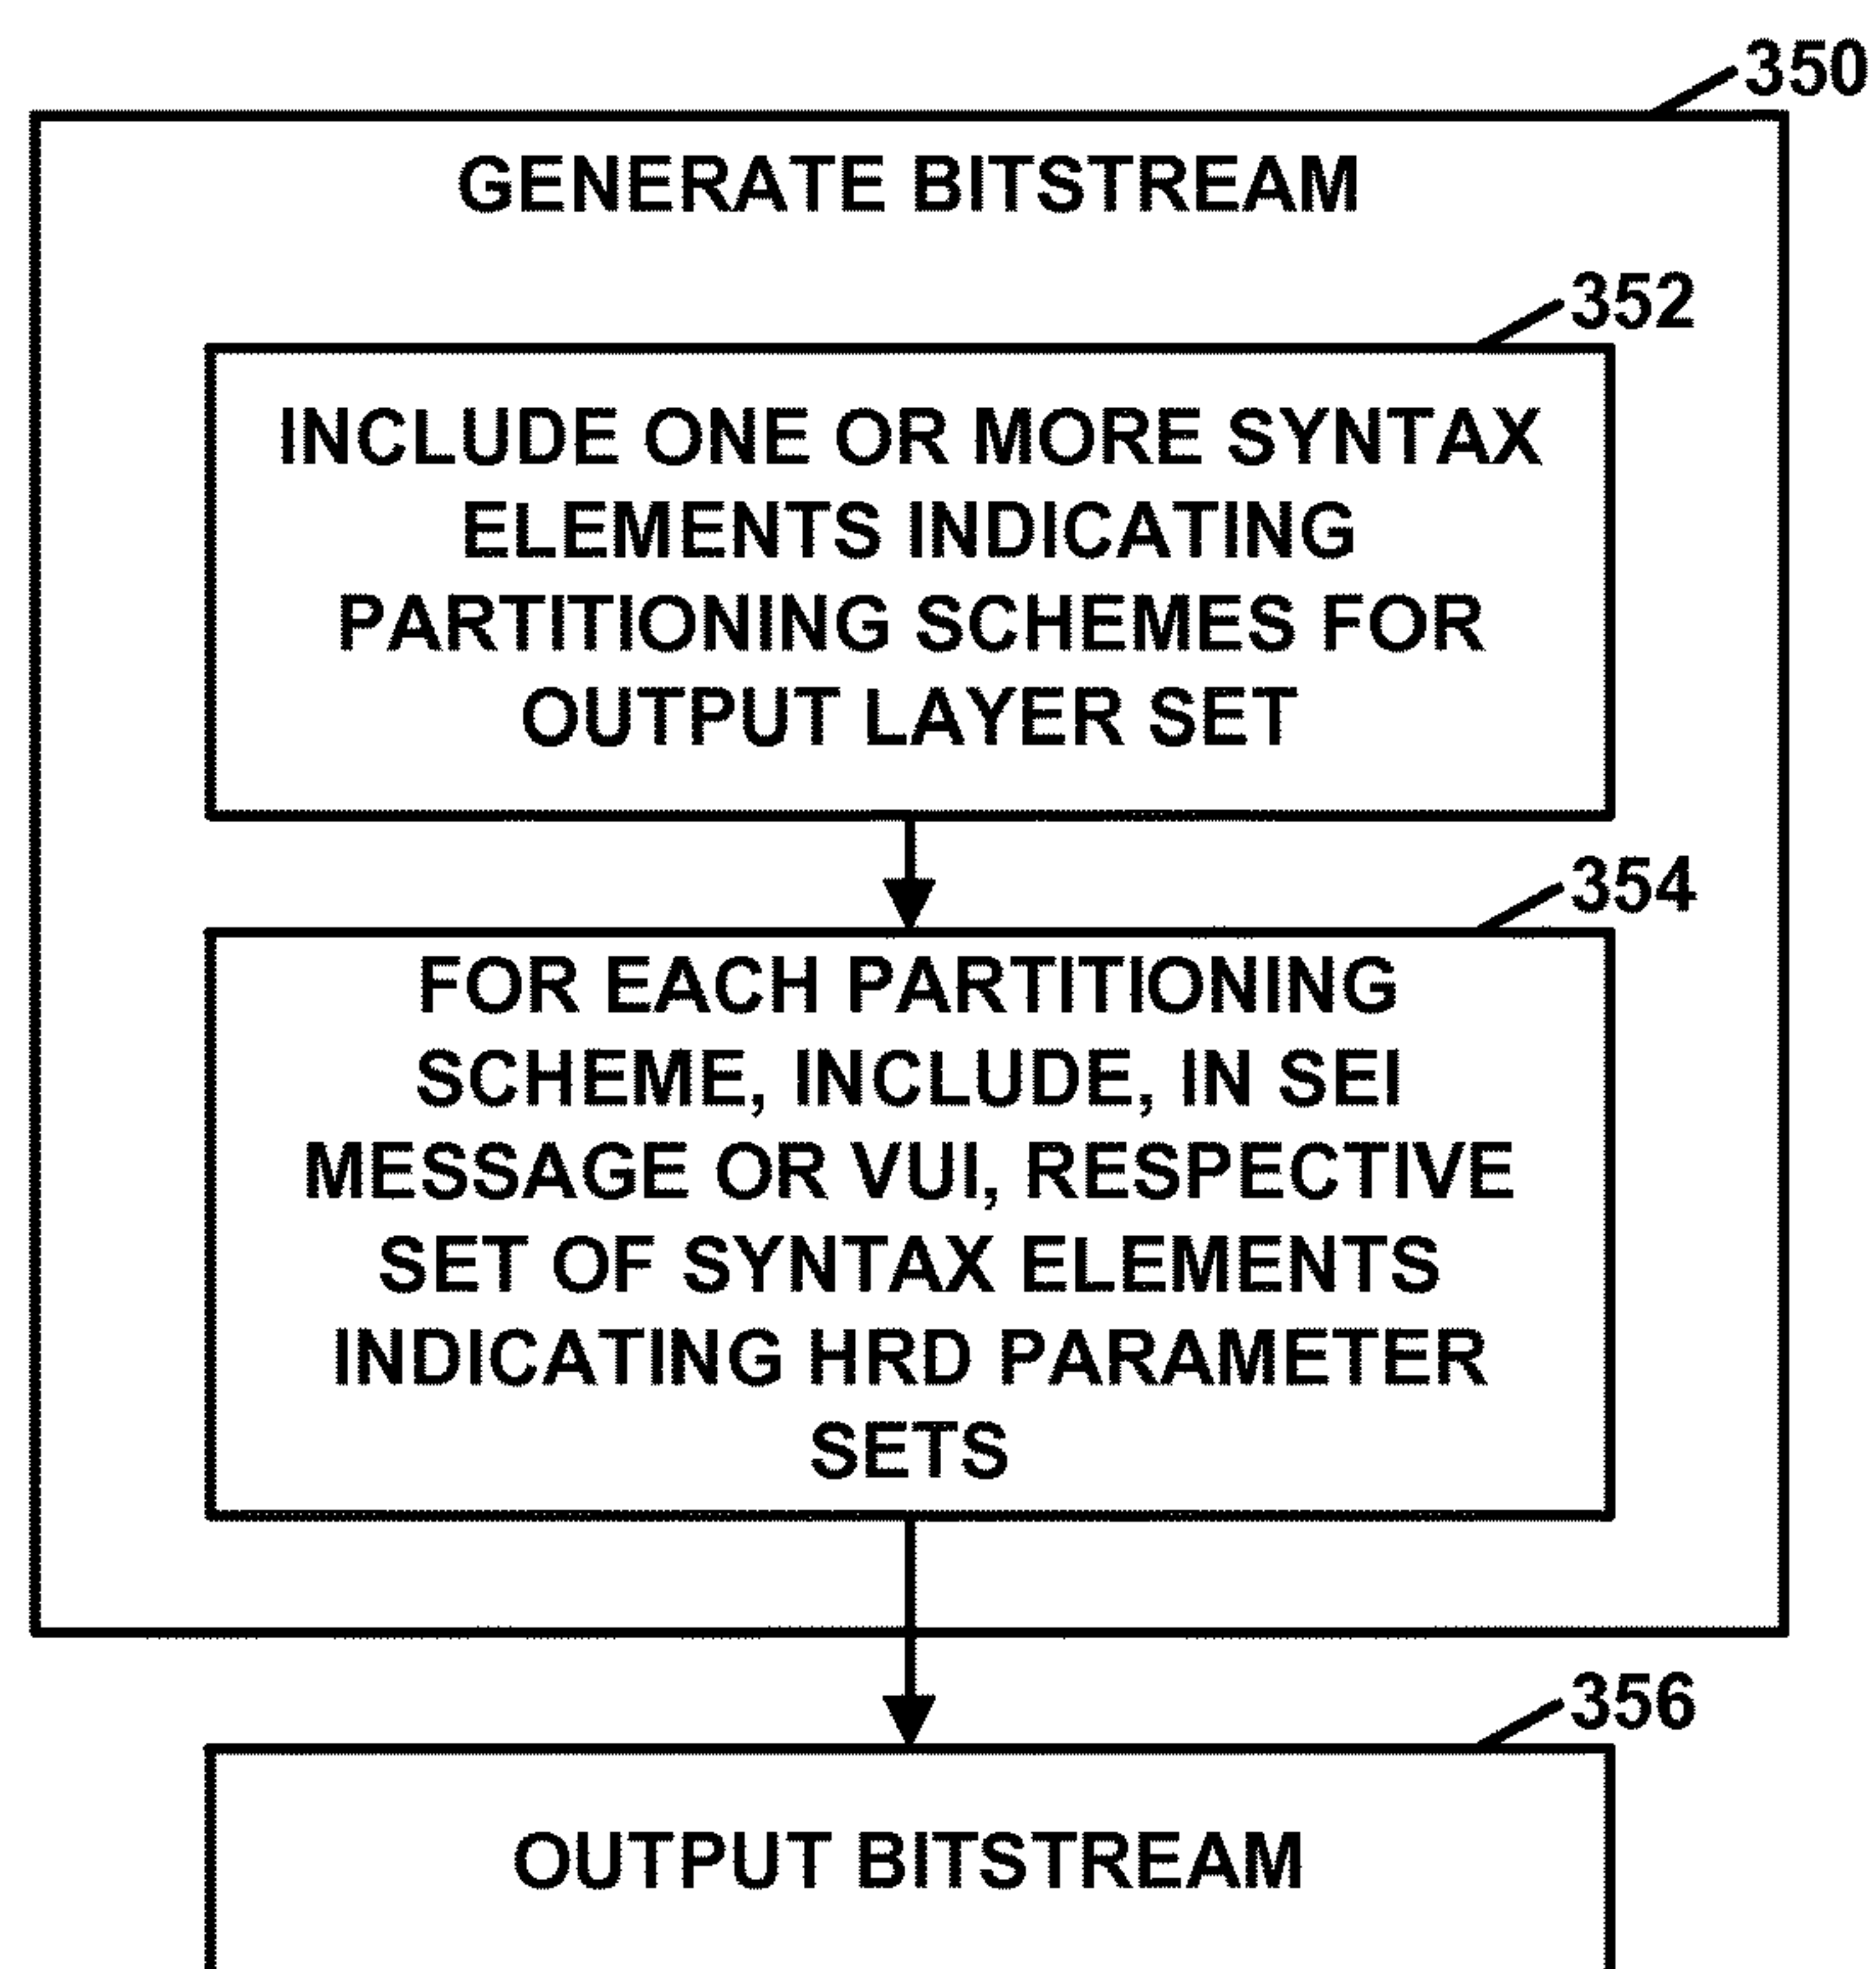 350
GENERATE BITSTREAM
352
INCLUDE ONE OR MORE SYNTAX
ELEMENTS INDICATING
PARTITIONING SCHEMES FOR
OUTPUT LAYER SET
354
FOR EACH PARTITIONING
SCHEME, INCLUDE, IN SEI
MESSAGE OR VUI, RESPECTIVE
SET OF SYNTAX ELEMENTS
INDICATING HRD PARAMETER
SETS
356
OUTPUT BITSTREAM